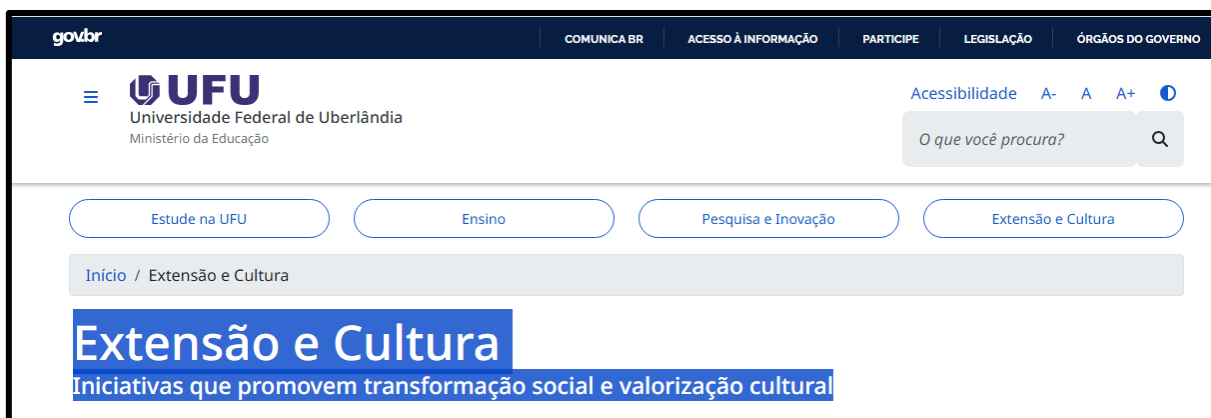 gov.br COMUNICA BR ACESSO À INFORMAÇÃO PARTICIPE LEGISLAÇÃO ÓRGÃOS DO GOVERNO
UFU
Universidade Federal de Uberlândia
Ministério da Educação
Acessibilidade A- A A+
O que você procura?
Estude na UFU Ensino Pesquisa e Inovação Extensão e Cultura
Início / Extensão e Cultura
Extensão e Cultura
Iniciativas que promovem transformação social e valorização cultural